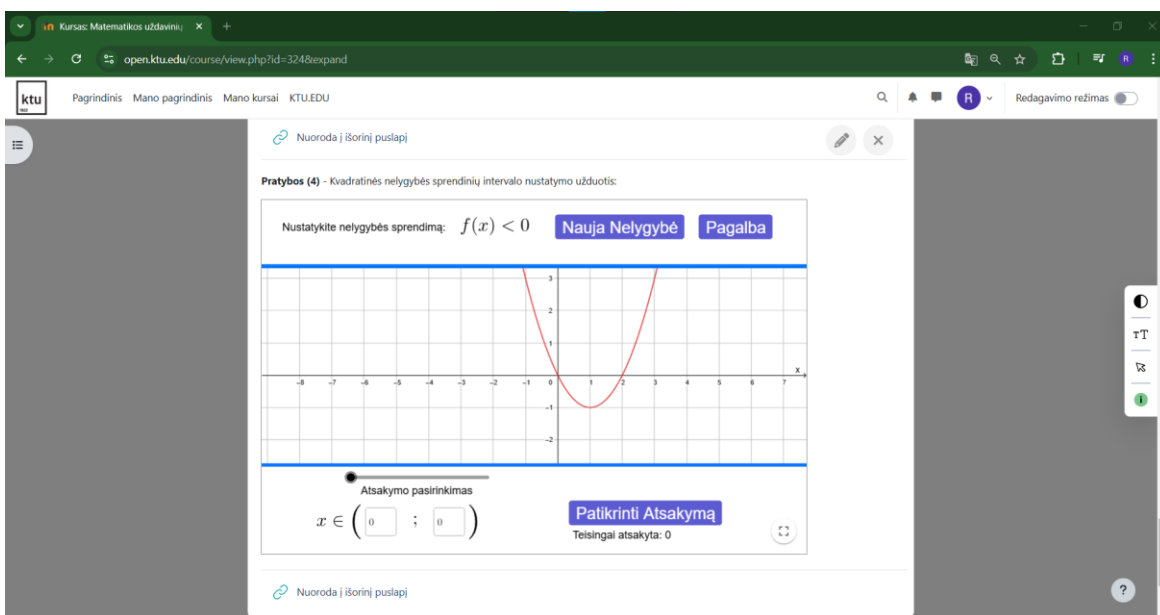 Kursas: Matematikos uždavinių
open.ktu.edu/course/view.php?id=324&expand
ktu
1922
Pagrindinis Mano pagrindinis Mano kursai KTU.EDU
R
Redagavimo režimas
Nuoroda į išorinį puslapį
Pratybos (4) - Kvadratinės nelygybės sprendinių intervalo nustatymo užduotis:
Nustatykite nelygybės sprendimą: f(x) < 0 Nauja Nelygybė Pagalba
3
2
1
x
-8 -7 -6 -5 -4 -3 -2 -1 0 1 2 3 4 5 6 7
-1
-2
Atsakymo pasirinkimas
x ∈ ( 0 ; 0 )
Patikrinti Atsakymą
Teisingai atsakyta: 0
Nuoroda į išorinį puslapį
тT
i
?